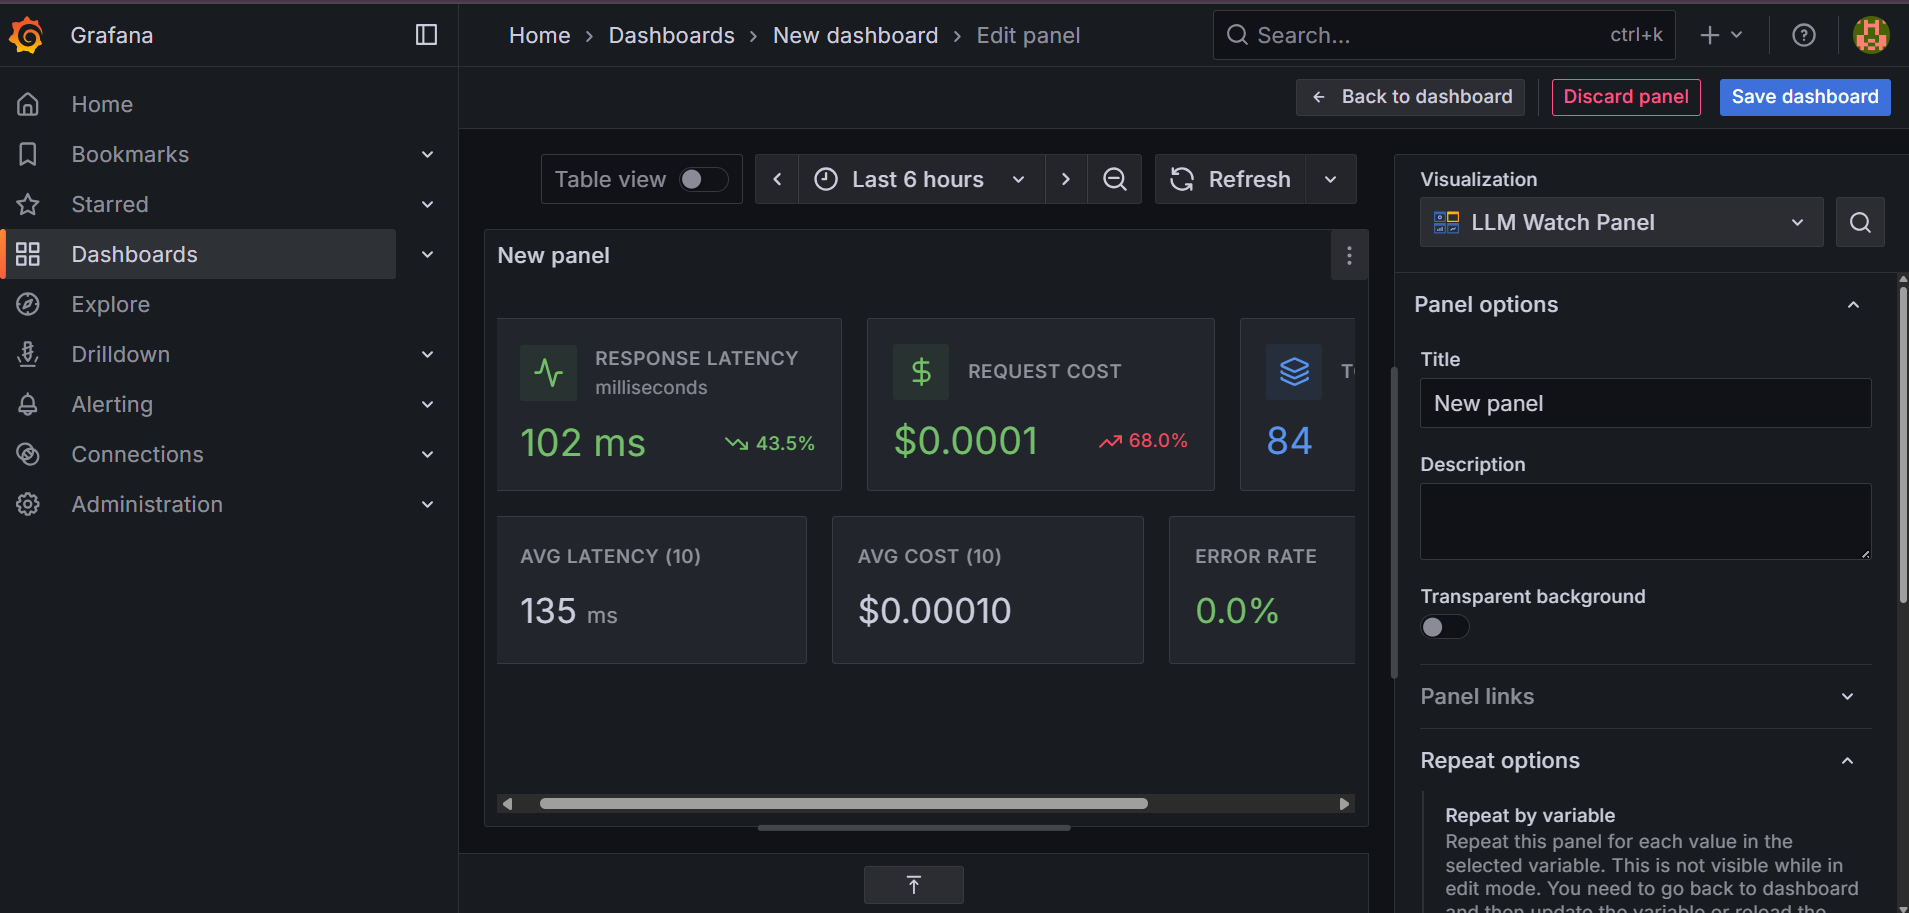 Grafana
Home › Dashboards › New dashboard › Edit panel
Search...
ctrl+k
Back to dashboard
Discard panel
Save dashboard
Home
Bookmarks
Starred
Dashboards
Explore
Drilldown
Alerting
Connections
Administration
Table view
Last 6 hours
Refresh
New panel
RESPONSE LATENCY
milliseconds
102 ms
43.5%
REQUEST COST
$0.0001
68.0%
84
AVG LATENCY (10)
135 ms
AVG COST (10)
$0.00010
ERROR RATE
0.0%
Visualization
LLM Watch Panel
Panel options
Title
New panel
Description
Transparent background
Panel links
Repeat options
Repeat by variable
Repeat this panel for each value in the
selected variable. This is not visible while in
edit mode. You need to go back to dashboard
and then update the variable or reload the